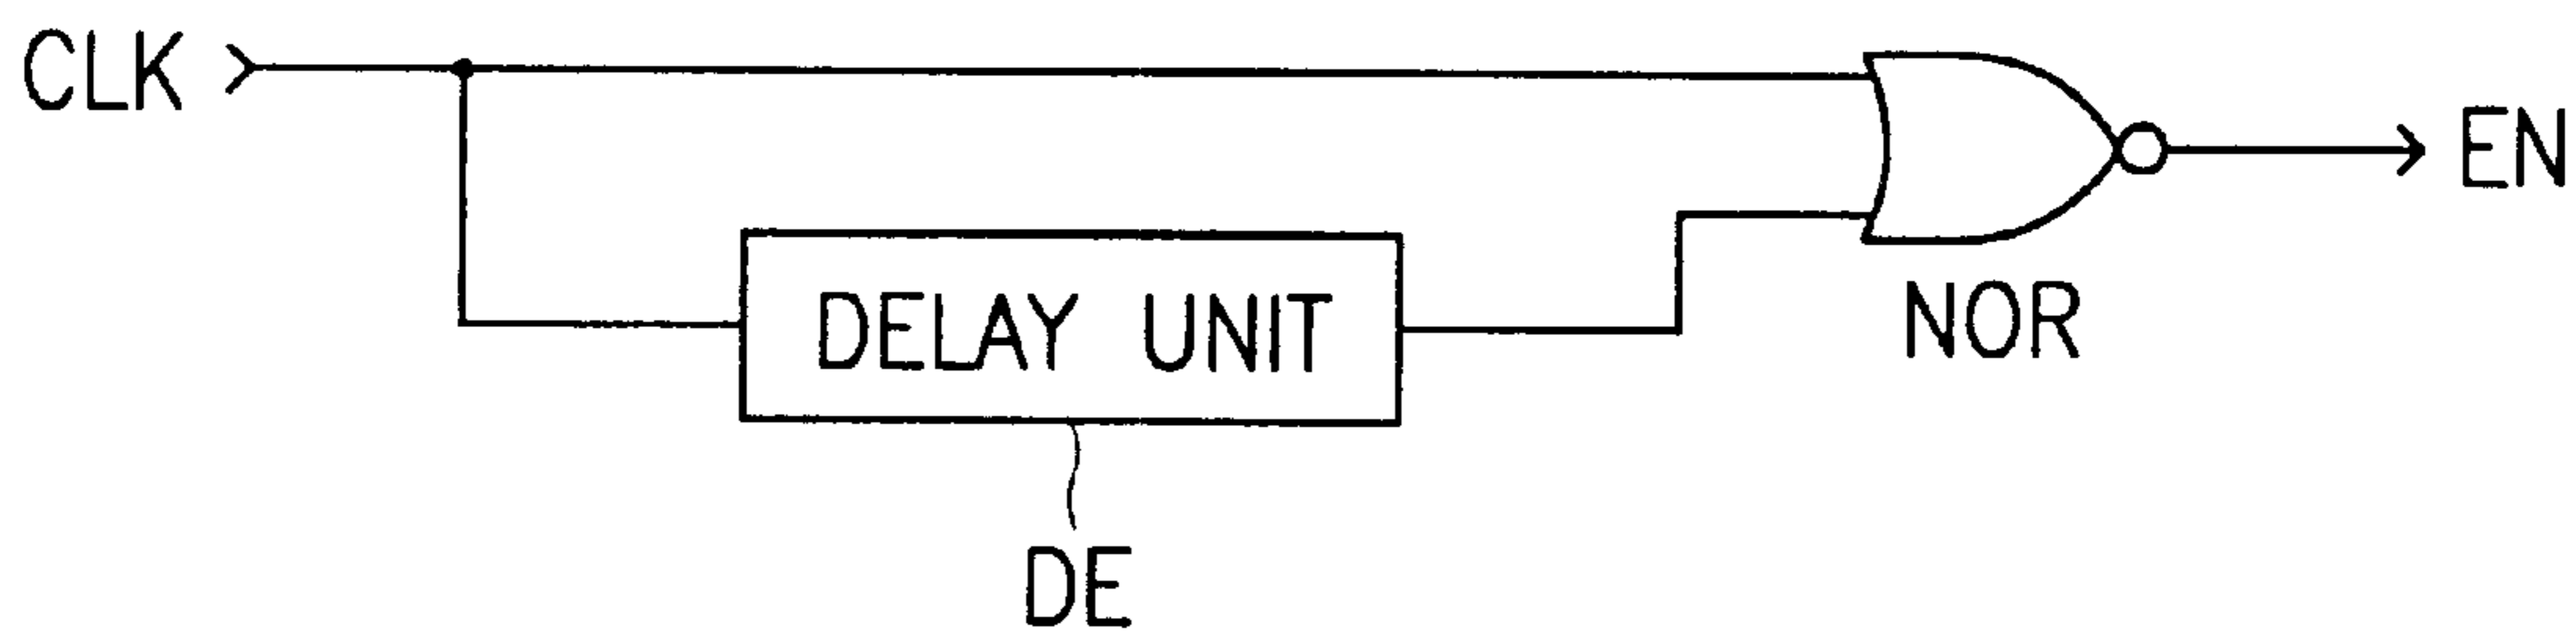 CLK
EN
DELAY UNIT
NOR
DE